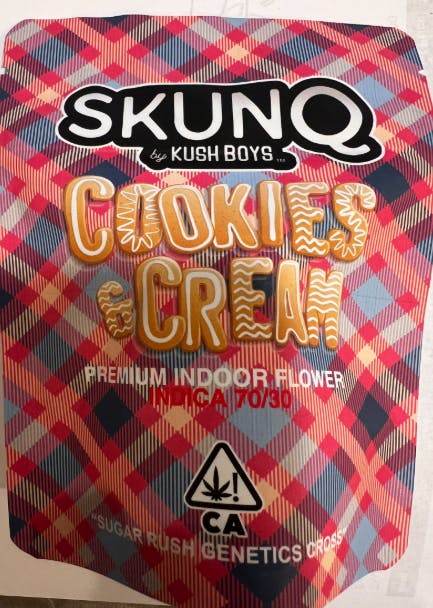 SKUNQ
by KUSH BOYS
COOKIES
& CREAM
PREMIUM INDOOR FLOWER
INDICA 70/30
!
CA
"SUGAR RUSH GENETICS CROSS"